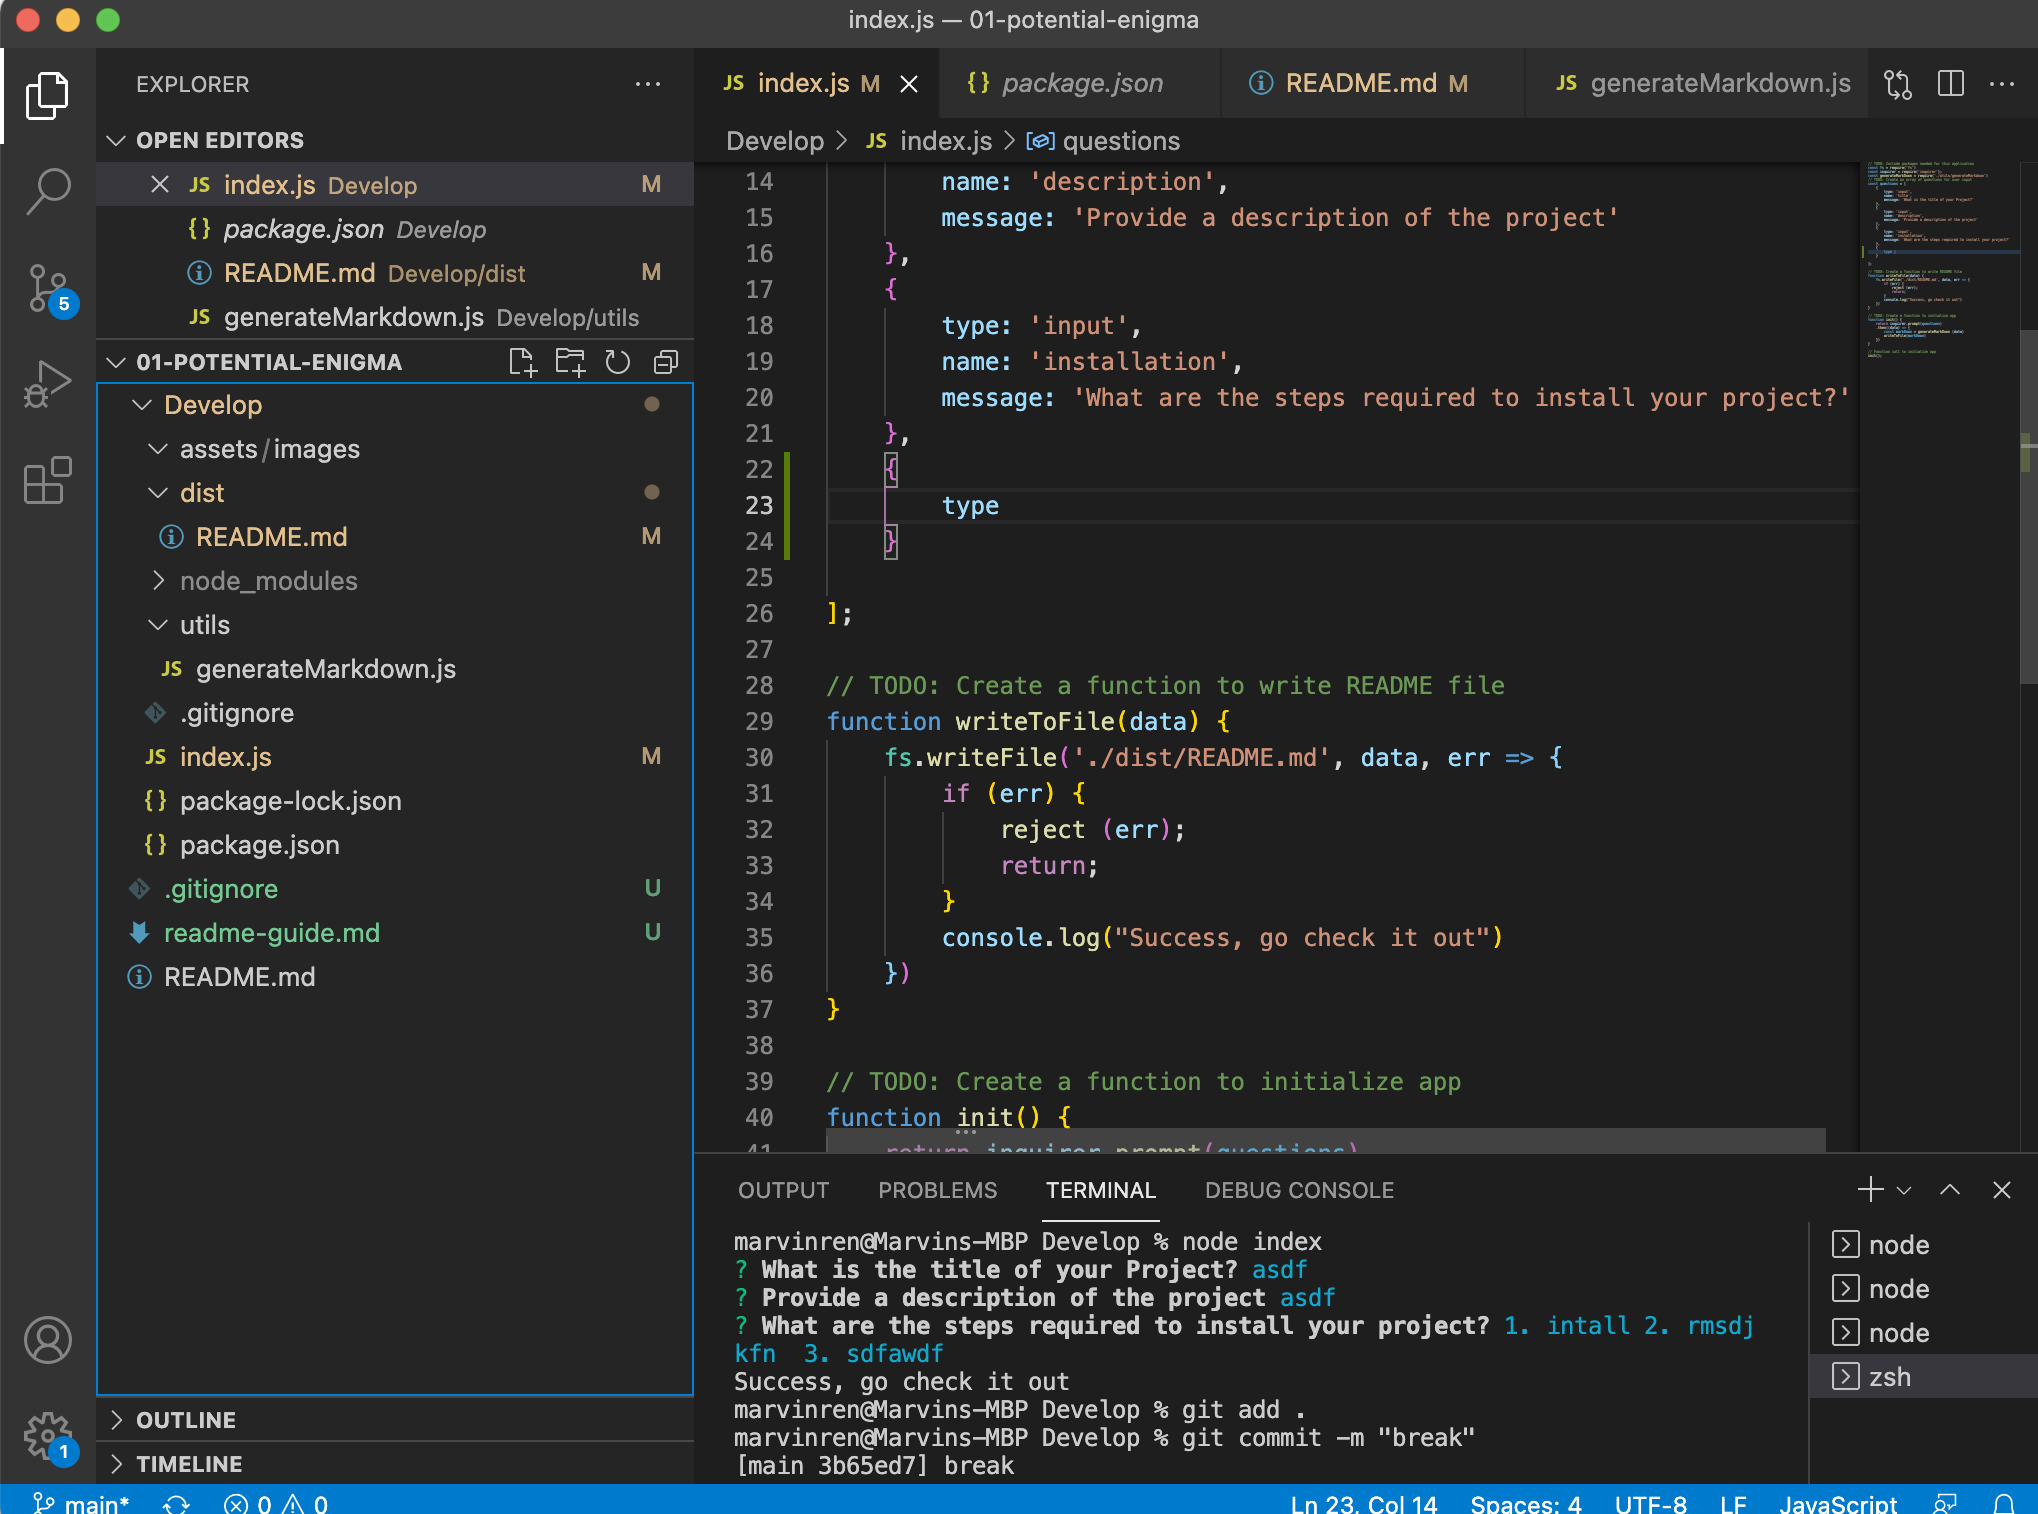 index.js — 01-potential-enigma
EXPLORER
OPEN EDITORS
JS index.js Develop M
{} package.json Develop
README.md Develop/dist M
JS generateMarkdown.js Develop/utils
01-POTENTIAL-ENIGMA
Develop
assets/images
dist
README.md M
node_modules
utils
JS generateMarkdown.js
.gitignore
JS index.js M
{} package-lock.json
{} package.json
.gitignore U
readme-guide.md U
README.md
OUTLINE
TIMELINE
5
1
JS index.js M {} package.json README.md M JS generateMarkdown.js
Develop > JS index.js > questions
14 name: 'description',
15 message: 'Provide a description of the project'
16 },
17 {
18 type: 'input',
19 name: 'installation',
20 message: 'What are the steps required to install your project?'
21 },
22 {
23 type
24 }
25
26 ];
27
28 // TODO: Create a function to write README file
29 function writeToFile(data) {
30 fs.writeFile('./dist/README.md', data, err => {
31 if (err) {
32 reject (err);
33 return;
34 }
35 console.log("Success, go check it out")
36 })
37 }
38
39 // TODO: Create a function to initialize app
40 function init() {
41 return inquirer.prompt(questions)
OUTPUT PROBLEMS TERMINAL DEBUG CONSOLE
marvinren@Marvins-MBP Develop % node index
? What is the title of your Project? asdf
? Provide a description of the project asdf
? What are the steps required to install your project? 1. intall 2. rmsdj
kfn 3. sdfawdf
Success, go check it out
marvinren@Marvins-MBP Develop % git add .
marvinren@Marvins-MBP Develop % git commit -m "break"
[main 3b65ed7] break
node
node
node
zsh
main* 0 0 Ln 23, Col 14 Spaces: 4 UTF-8 LF JavaScript